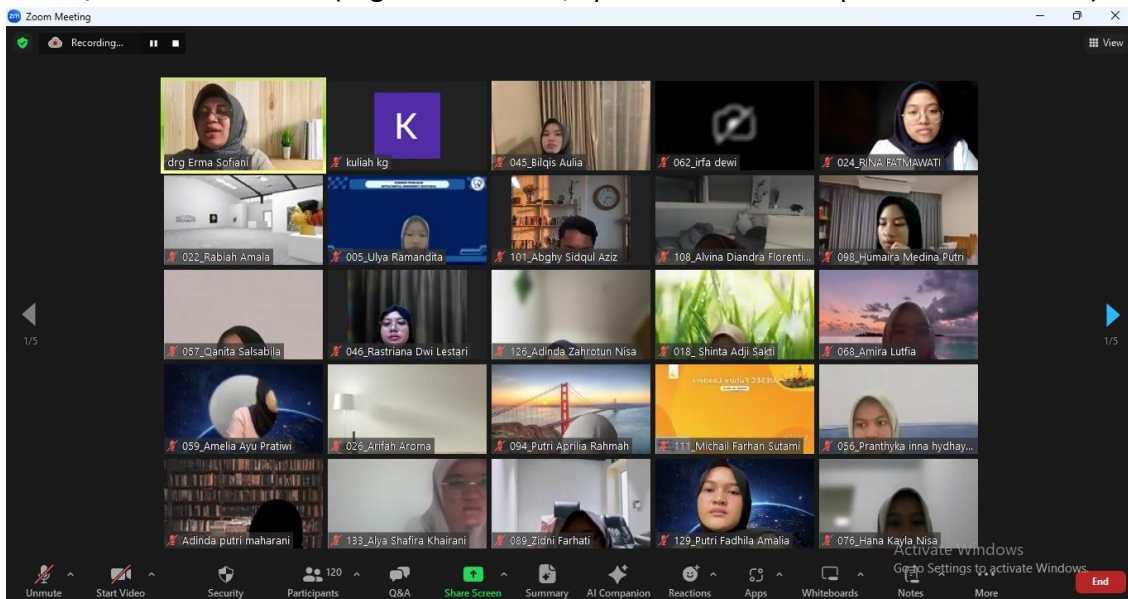 zm Zoom Meeting
Recording...
View
drg Erma Sofiani
K
kuliah kg
045_Bilqis Aulia
062_irfa dewi
024_RINA FATMAWATI
022_Rabiah Amala
005_Ulya Ramandita
101_Abghy Sidqul Aziz
108_Alvina Diandra Florenti...
098_Humaira Medina Putri
057_Qanita Salsabila
046_Rastriana Dwi Lestari
126_Adinda Zahrotun Nisa
018_ Shinta Adji Sakti
068_Amira Lutfia
1/5
1/5
059_Amelia Ayu Pratiwi
026_Arifah Aroma
094_Putri Aprilia Rahmah
AIESEC Future Leaders
111_Michail Farhan Sutami
056_Pranthyka inna hydhay...
Adinda putri maharani
133_Alya Shafira Khairani
089_Zidni Farhati
129_Putri Fadhila Amalia
076_Hana Kayla Nisa
Activate Windows
Go to Settings to activate Windows.
Unmute
Start Video
Security
Participants
120
Q&A
Share Screen
Summary
AI Companion
Reactions
Apps
Whiteboards
Notes
More
End